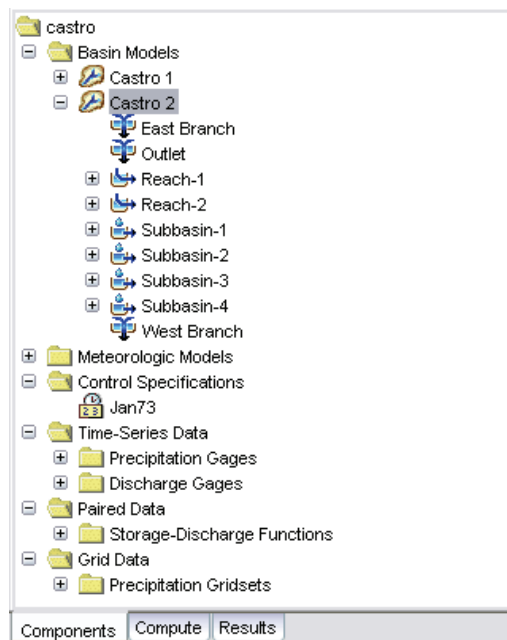 castro
Basin Models
Castro 1
Castro 2
East Branch
Outlet
Reach-1
Reach-2
Subbasin-1
Subbasin-2
Subbasin-3
Subbasin-4
West Branch
Meteorologic Models
Control Specifications
Jan73
Time-Series Data
Precipitation Gages
Discharge Gages
Paired Data
Storage-Discharge Functions
Grid Data
Precipitation Gridsets
Components Compute Results